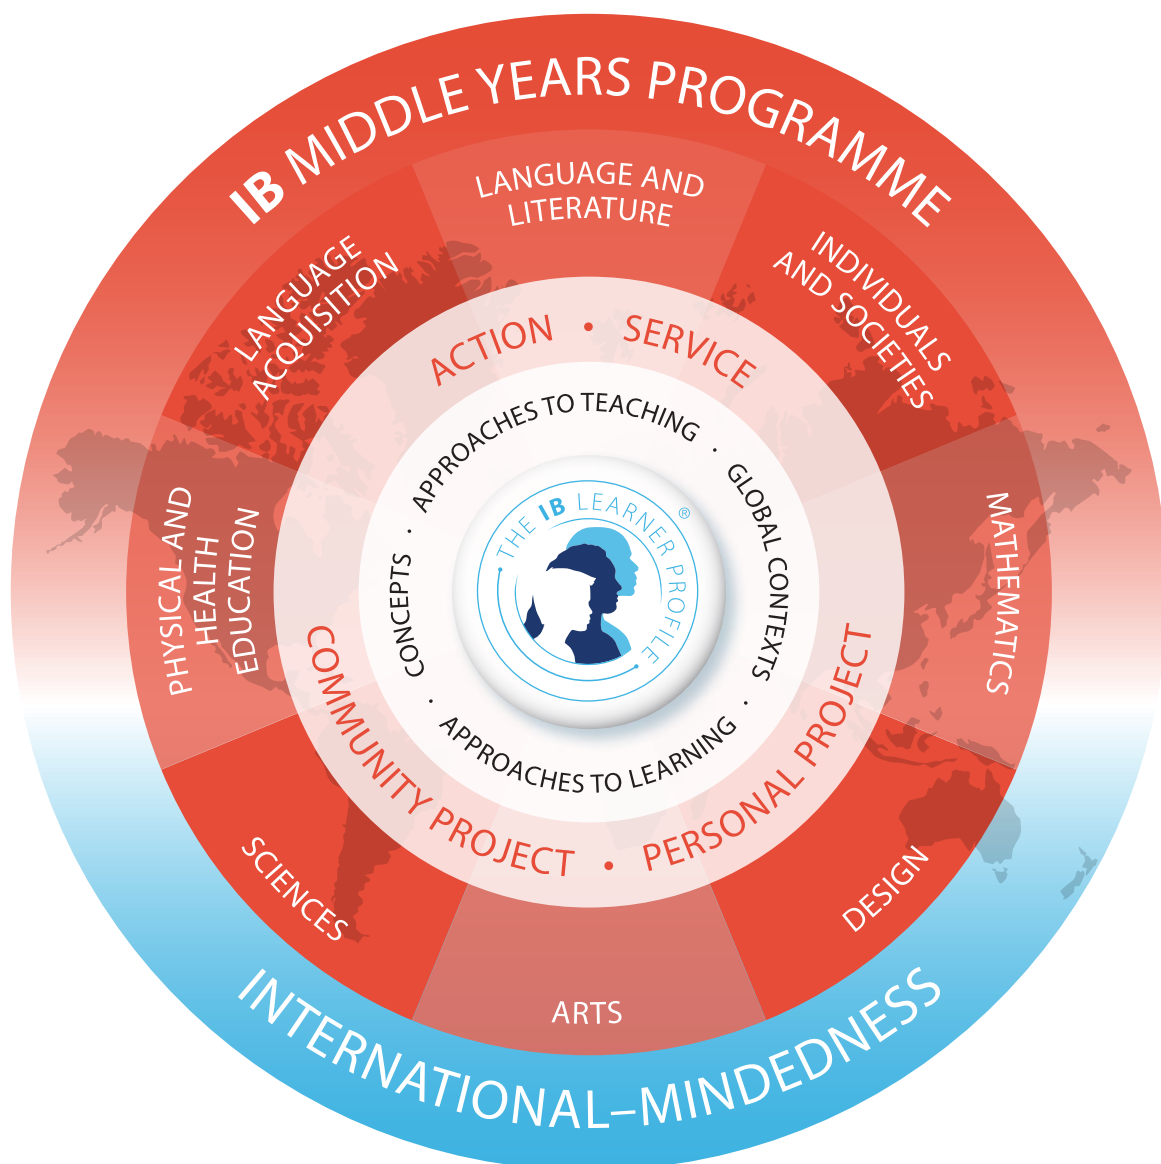 IB MIDDLE YEARS PROGRAMME
LANGUAGE AND
LITERATURE
INDIVIDUALS
AND SOCIETIES
MATHEMATICS
DESIGN
ARTS
SCIENCES
PHYSICAL AND
HEALTH
EDUCATION
LANGUAGE
ACQUISITION
ACTION • SERVICE
COMMUNITY PROJECT • PERSONAL PROJECT
APPROACHES TO TEACHING ·
GLOBAL CONTEXTS ·
APPROACHES TO LEARNING ·
CONCEPTS ·
THE IB LEARNER PROFILE ®
INTERNATIONAL–MINDEDNESS